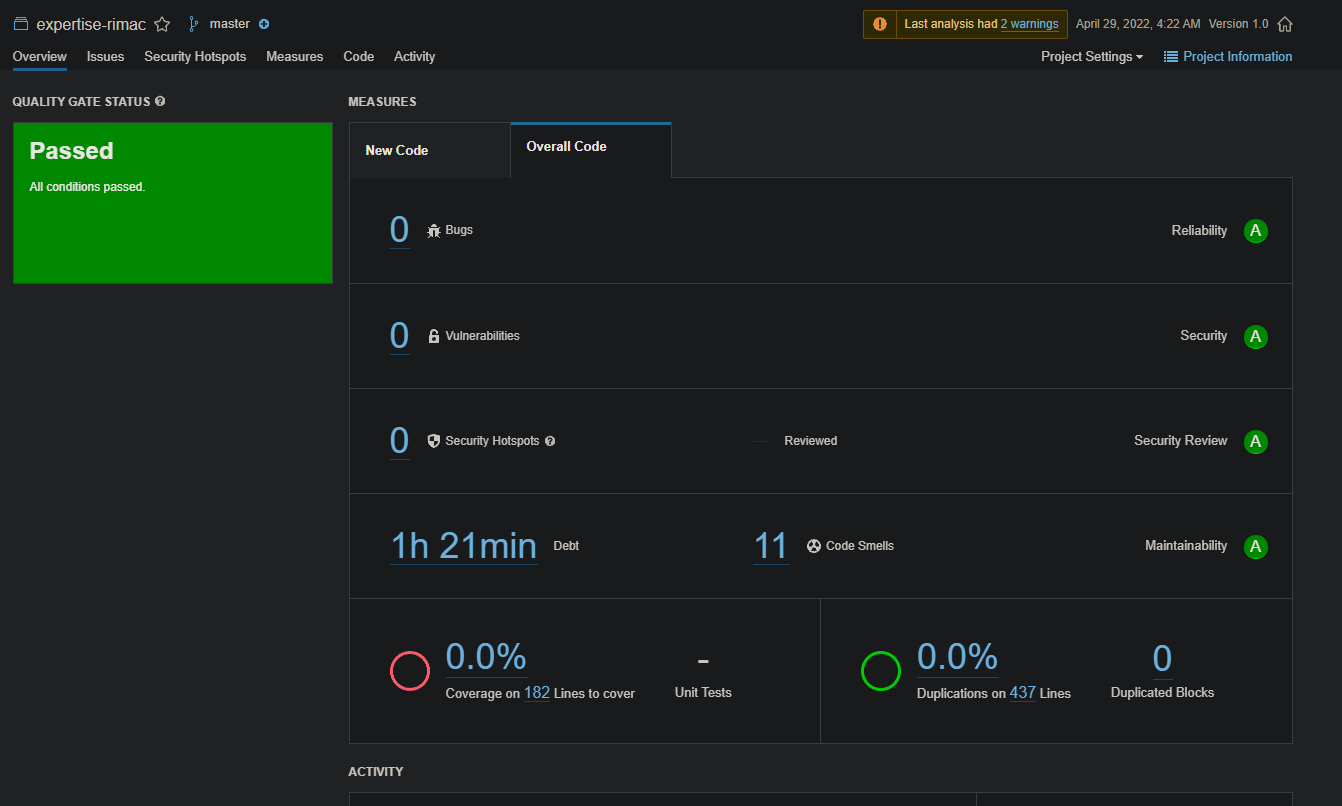 expertise-rimac master Last analysis had 2 warnings April 29, 2022, 4:22 AM Version 1.0
Overview Issues Security Hotspots Measures Code Activity Project Settings Project Information
QUALITY GATE STATUS
Passed
All conditions passed.
MEASURES
New Code Overall Code
0 Bugs Reliability A
0 Vulnerabilities Security A
0 Security Hotspots Reviewed Security Review A
1h 21min Debt 11 Code Smells Maintainability A
0.0% - 0.0% 0
Coverage on 182 Lines to cover Unit Tests Duplications on 437 Lines Duplicated Blocks
ACTIVITY